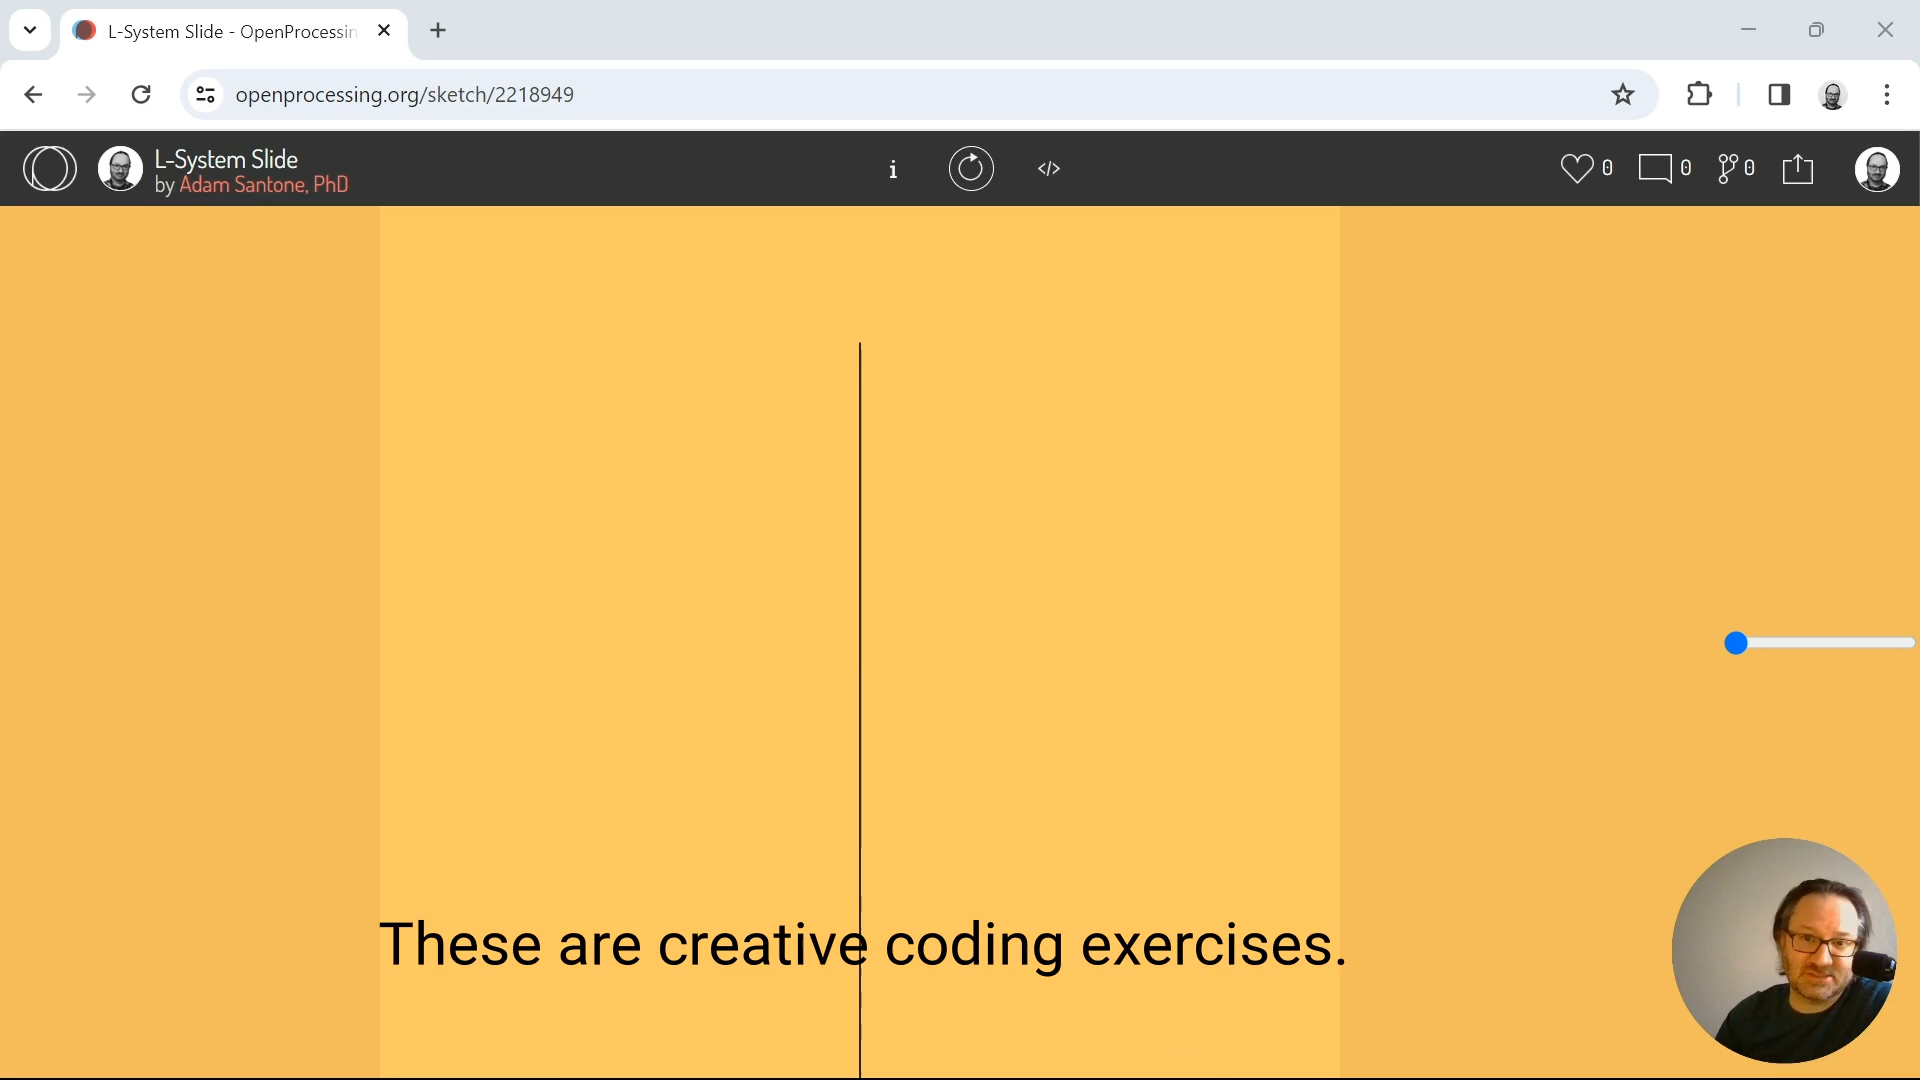 L-System Slide - OpenProcessin
openprocessing.org/sketch/2218949
L-System Slide
by Adam Santone, PhD
i
</>
0
0
0
These are creative coding exercises.